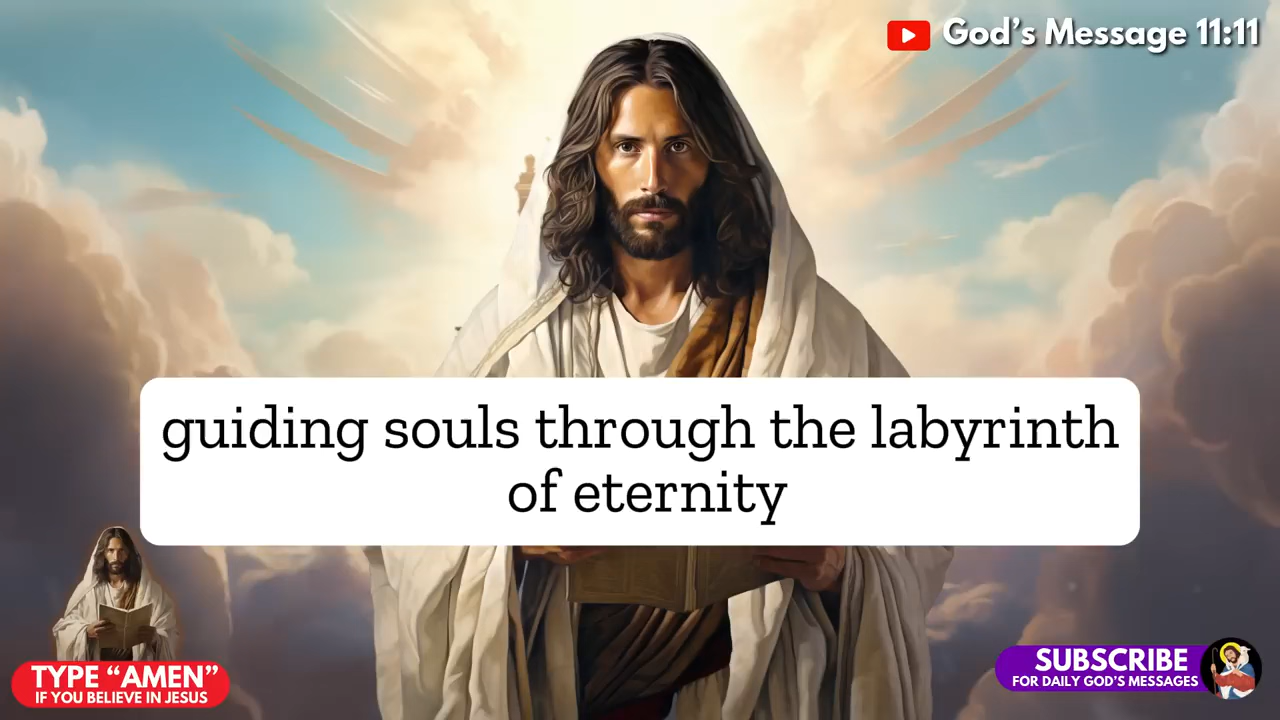 God's Message 11:11
guiding souls through the labyrinth
of eternity
TYPE “AMEN”
IF YOU BELIEVE IN JESUS
SUBSCRIBE
FOR DAILY GOD'S MESSAGES